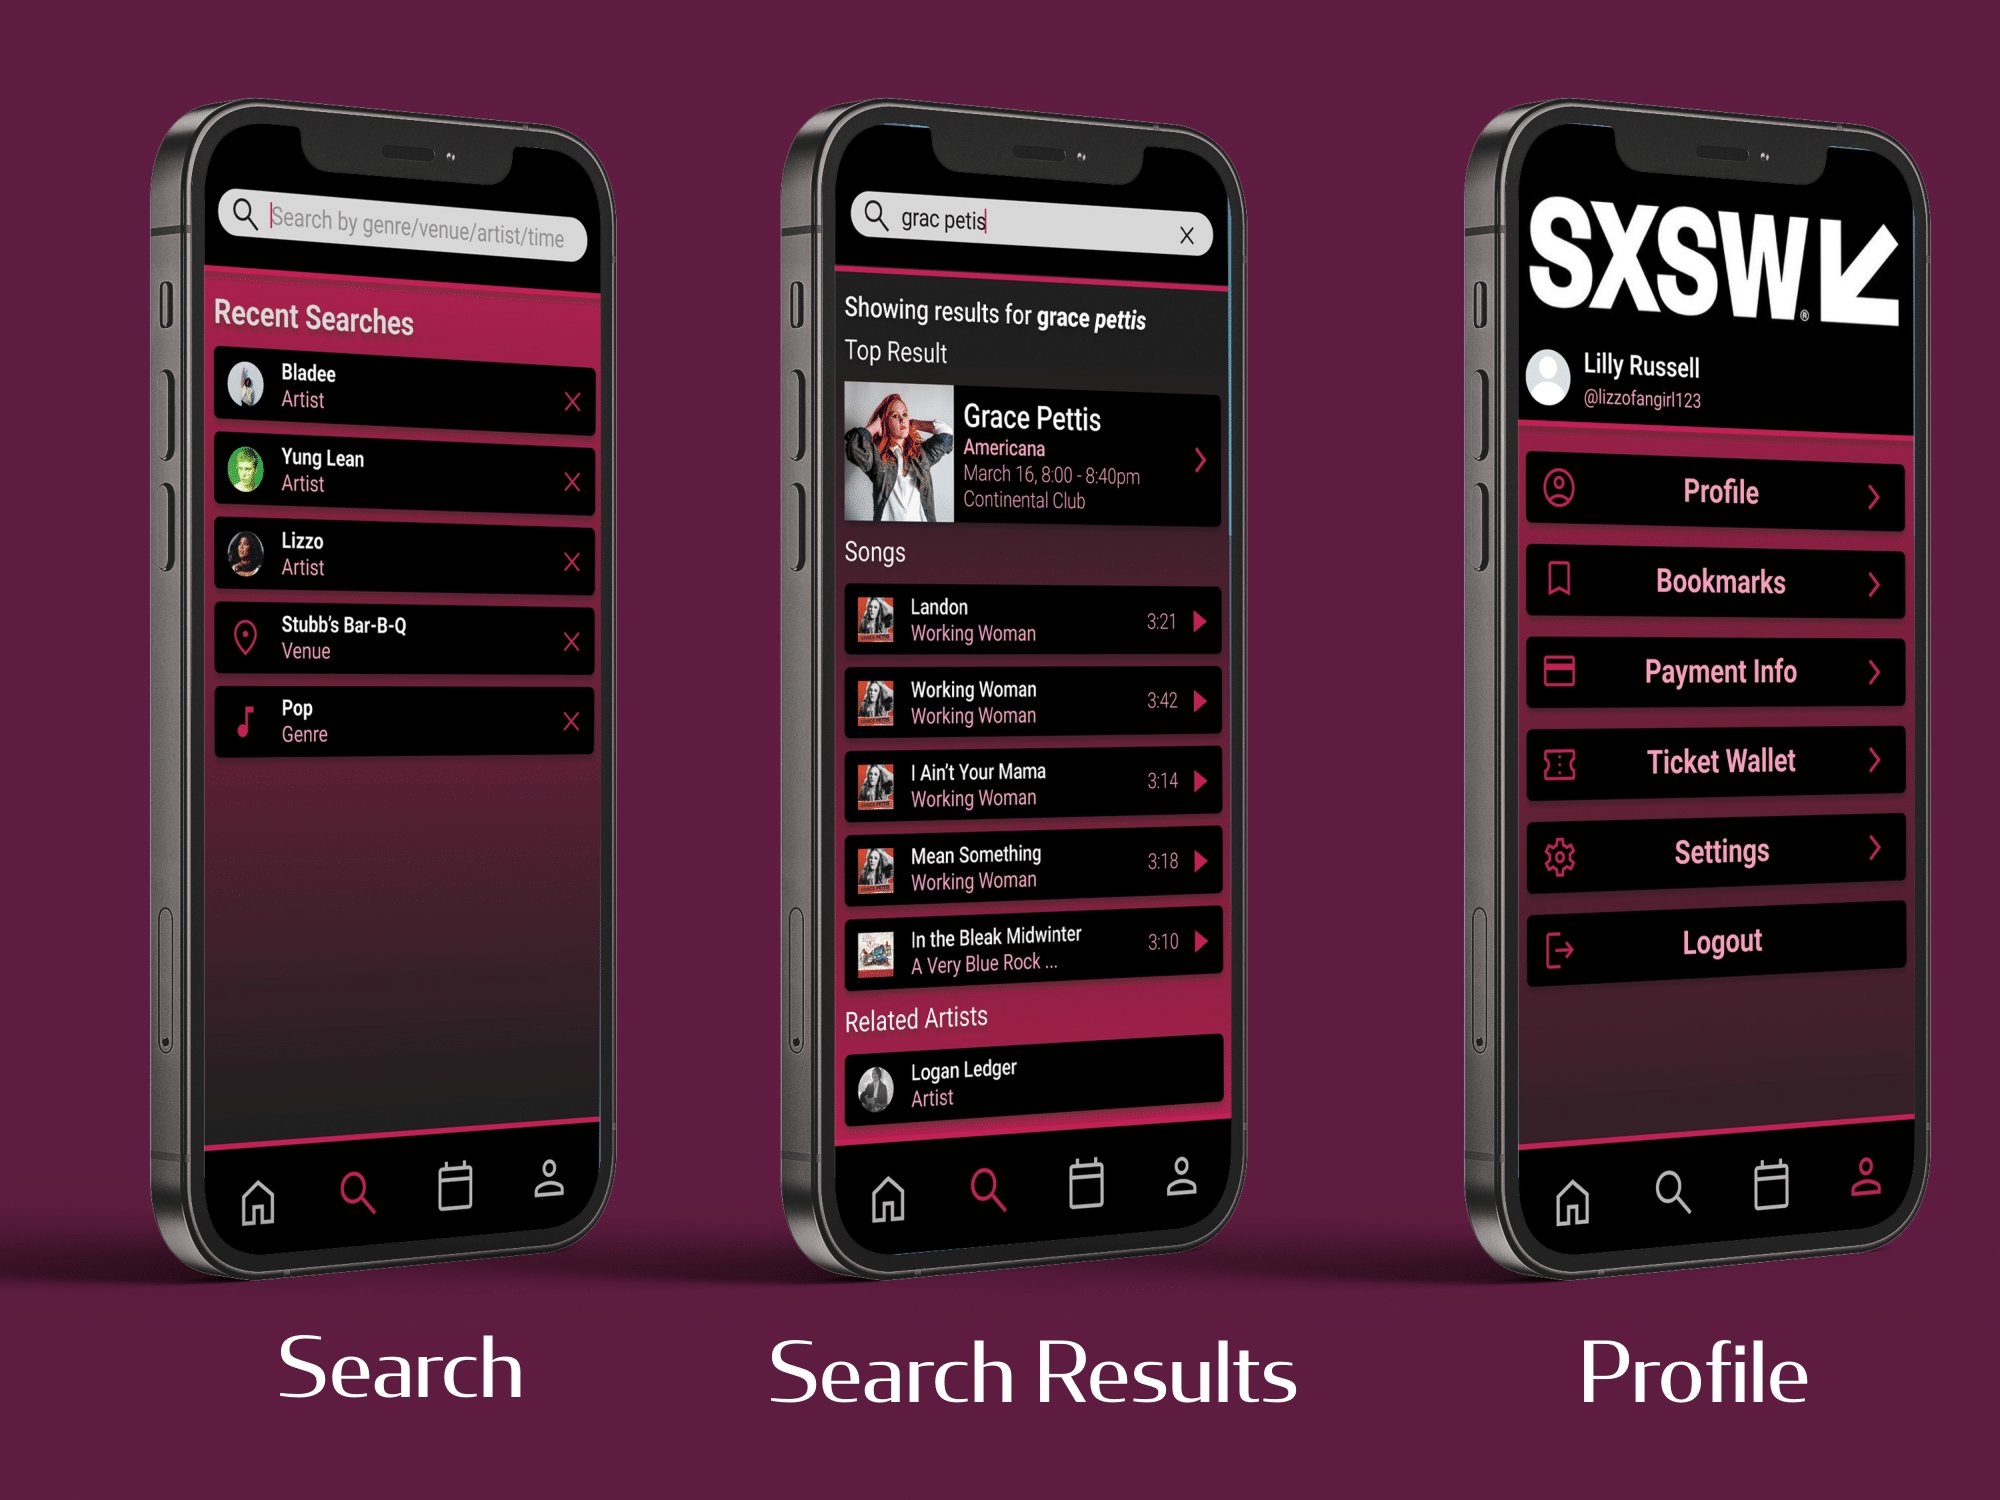 Search by genre/venue/artist/time
Recent Searches
Bladee
Artist
Yung Lean
Artist
Lizzo
Artist
Stubb's Bar-B-Q
Venue
Pop
Genre
Search
grac petis
Showing results for grace pettis
Top Result
Grace Pettis
Americana
March 16, 8:00 - 8:40pm
Continental Club
Songs
Landon
Working Woman
3:21
Working Woman
Working Woman
3:42
I Ain't Your Mama
Working Woman
3:14
Mean Something
Working Woman
3:18
In the Bleak Midwinter
A Very Blue Rock ...
3:10
Related Artists
Logan Ledger
Artist
Search Results
SXSW®
Lilly Russell
@lizzofangirl123
Profile
Bookmarks
Payment Info
Ticket Wallet
Settings
Logout
Profile